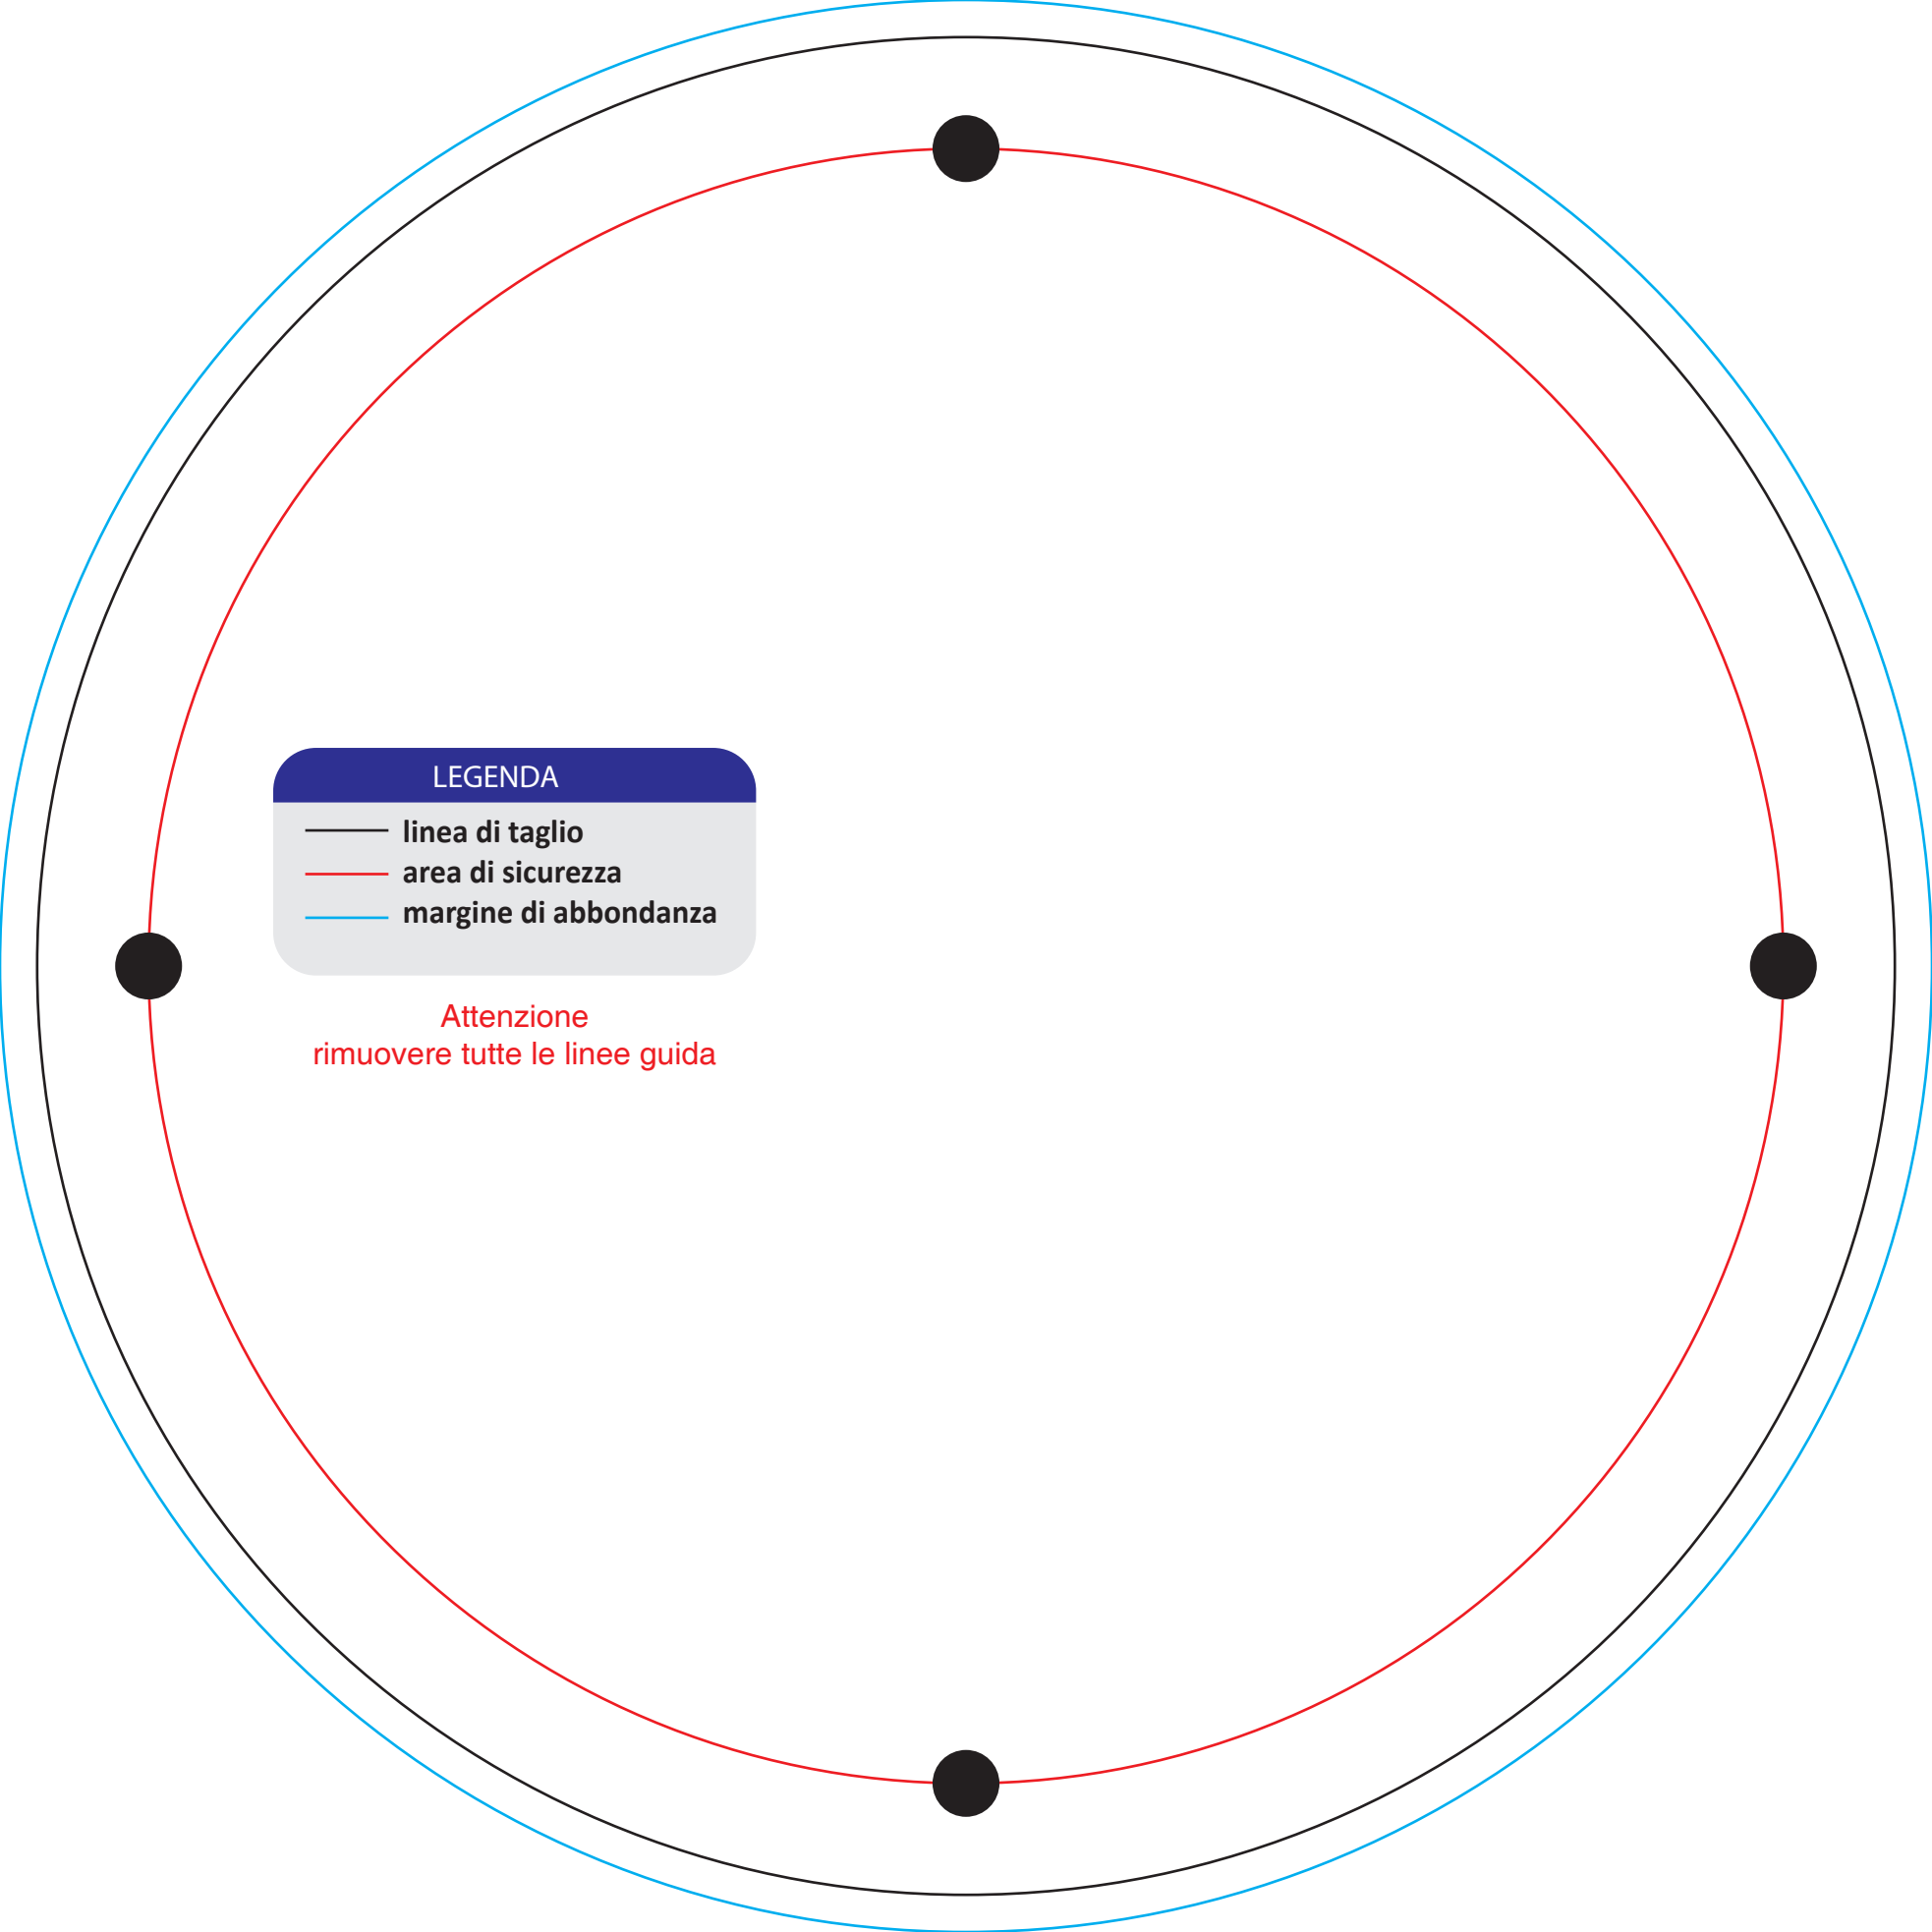 LEGENDA
linea di taglio
area di sicurezza
margine di abbondanza
Attenzione
rimuovere tutte le linee guida